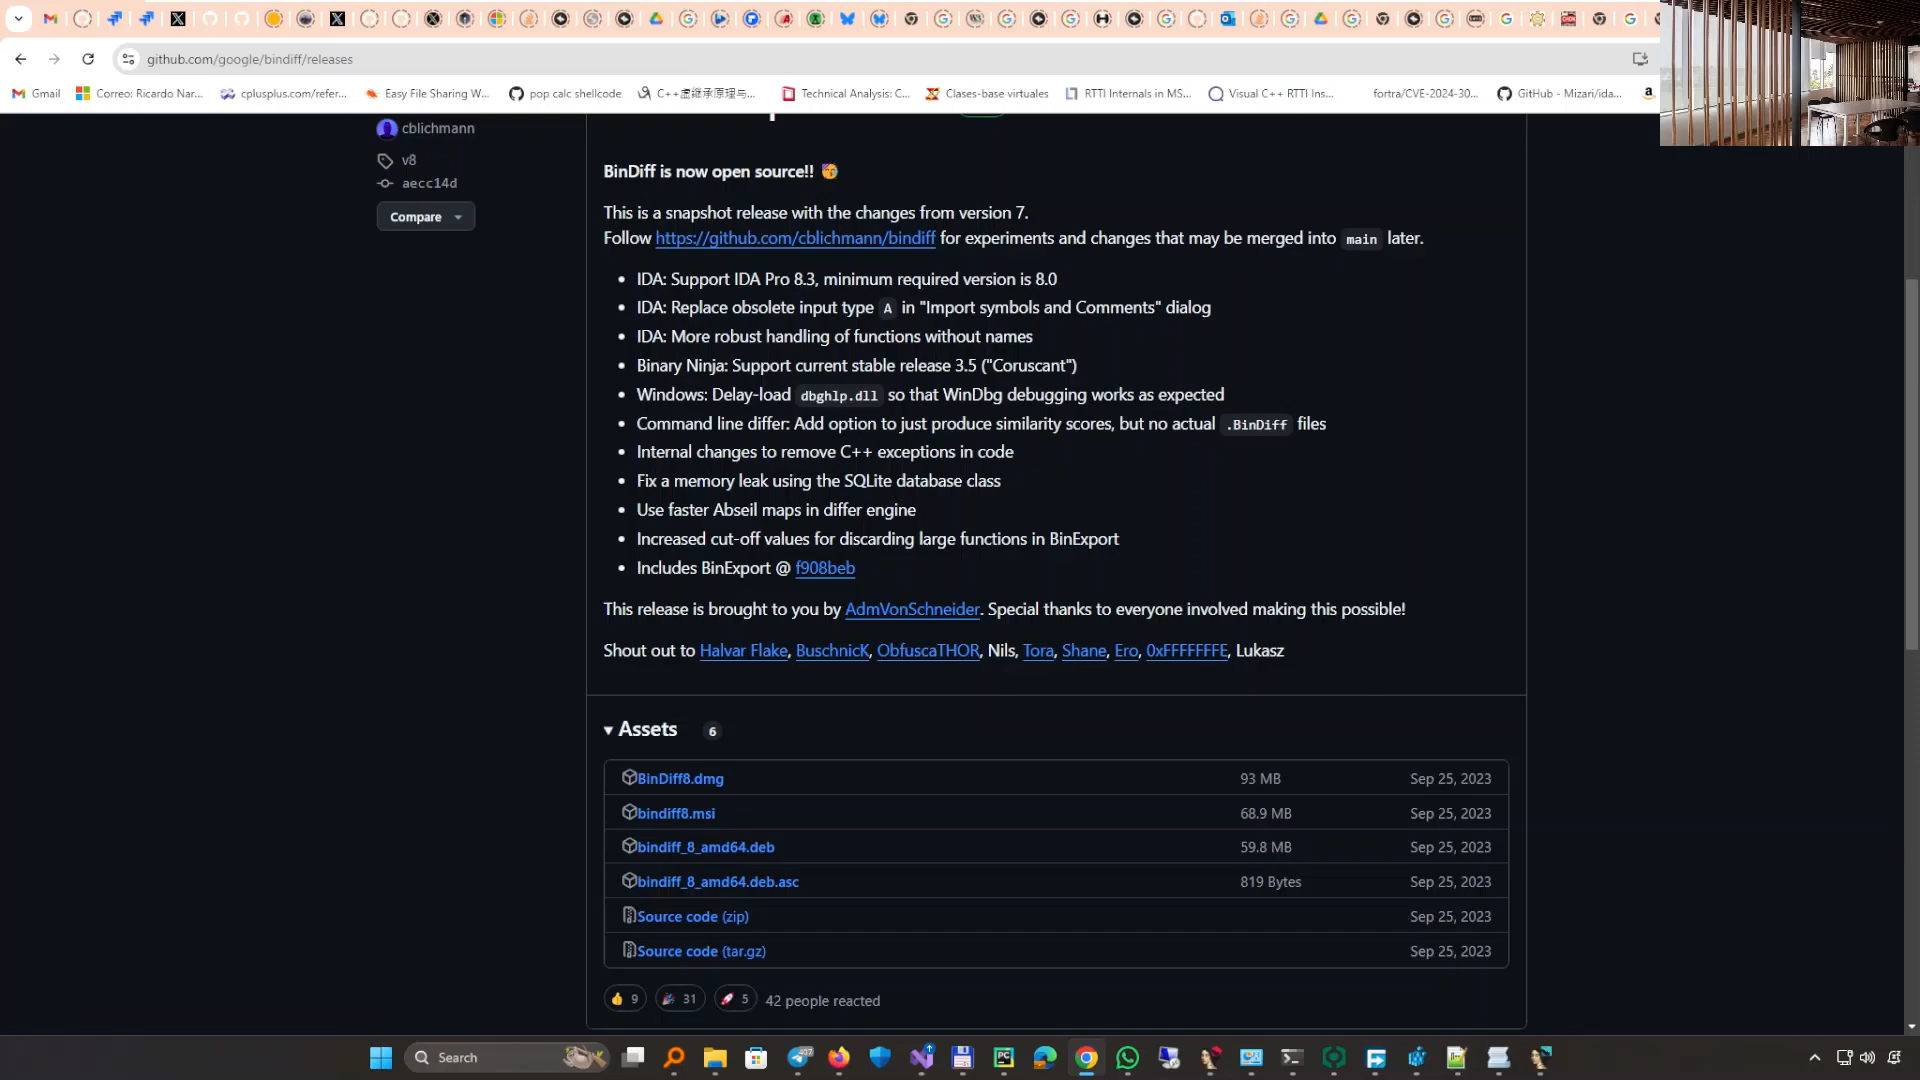 github.com/google/bindiff/releases
Gmail
Correo: Ricardo Nar...
cplusplus.com/refer...
Easy File Sharing W...
pop calc shellcode
C++虚继承原理与...
Technical Analysis: C...
Clases-base virtuales
RTTI Internals in MS...
Visual C++ RTTI Ins...
fortra/CVE-2024-30...
GitHub - Mizari/ida...
cblichmann
v8
aecc14d
Compare
BinDiff is now open source!! 🥳
This is a snapshot release with the changes from version 7.
Follow https://github.com/cblichmann/bindiff for experiments and changes that may be merged into main later.
• IDA: Support IDA Pro 8.3, minimum required version is 8.0
• IDA: Replace obsolete input type A in "Import symbols and Comments" dialog
• IDA: More robust handling of functions without names
• Binary Ninja: Support current stable release 3.5 ("Coruscant")
• Windows: Delay-load dbghlp.dll so that WinDbg debugging works as expected
• Command line differ: Add option to just produce similarity scores, but no actual .BinDiff files
• Internal changes to remove C++ exceptions in code
• Fix a memory leak using the SQLite database class
• Use faster Abseil maps in differ engine
• Increased cut-off values for discarding large functions in BinExport
• Includes BinExport @ f908beb
This release is brought to you by AdmVonSchneider. Special thanks to everyone involved making this possible!
Shout out to Halvar Flake, BuschnicK, ObfuscaTHOR, Nils, Tora, Shane, Ero, 0xFFFFFFFE, Lukasz
Assets 6
BinDiff8.dmg 93 MB Sep 25, 2023
bindiff8.msi 68.9 MB Sep 25, 2023
bindiff_8_amd64.deb 59.8 MB Sep 25, 2023
bindiff_8_amd64.deb.asc 819 Bytes Sep 25, 2023
Source code (zip) Sep 25, 2023
Source code (tar.gz) Sep 25, 2023
👍 9 🎉 31 🚀 5 42 people reacted
Search
407